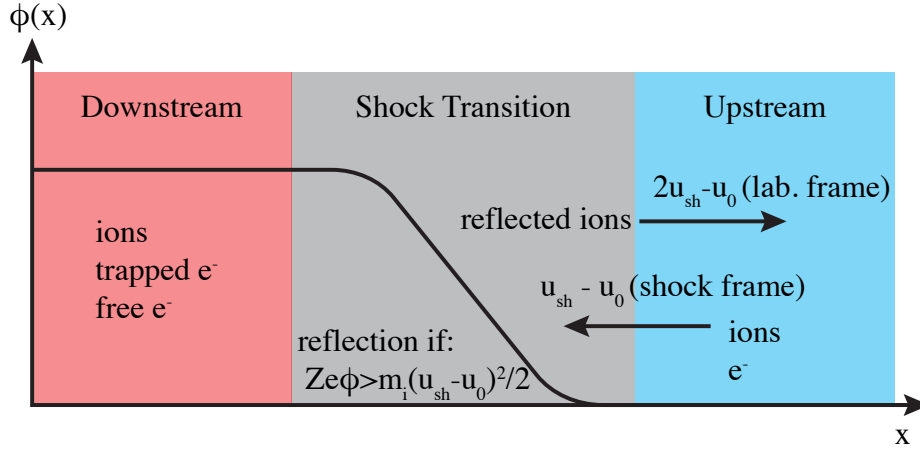 ϕ(x)
Downstream
Shock Transition
Upstream
2u_sh-u_0 (lab. frame)
reflected ions
ions
trapped e⁻
free e⁻
u_sh - u_0 (shock frame)
ions
e⁻
reflection if:
Zeϕ>m_i(u_sh-u_0)²/2
x